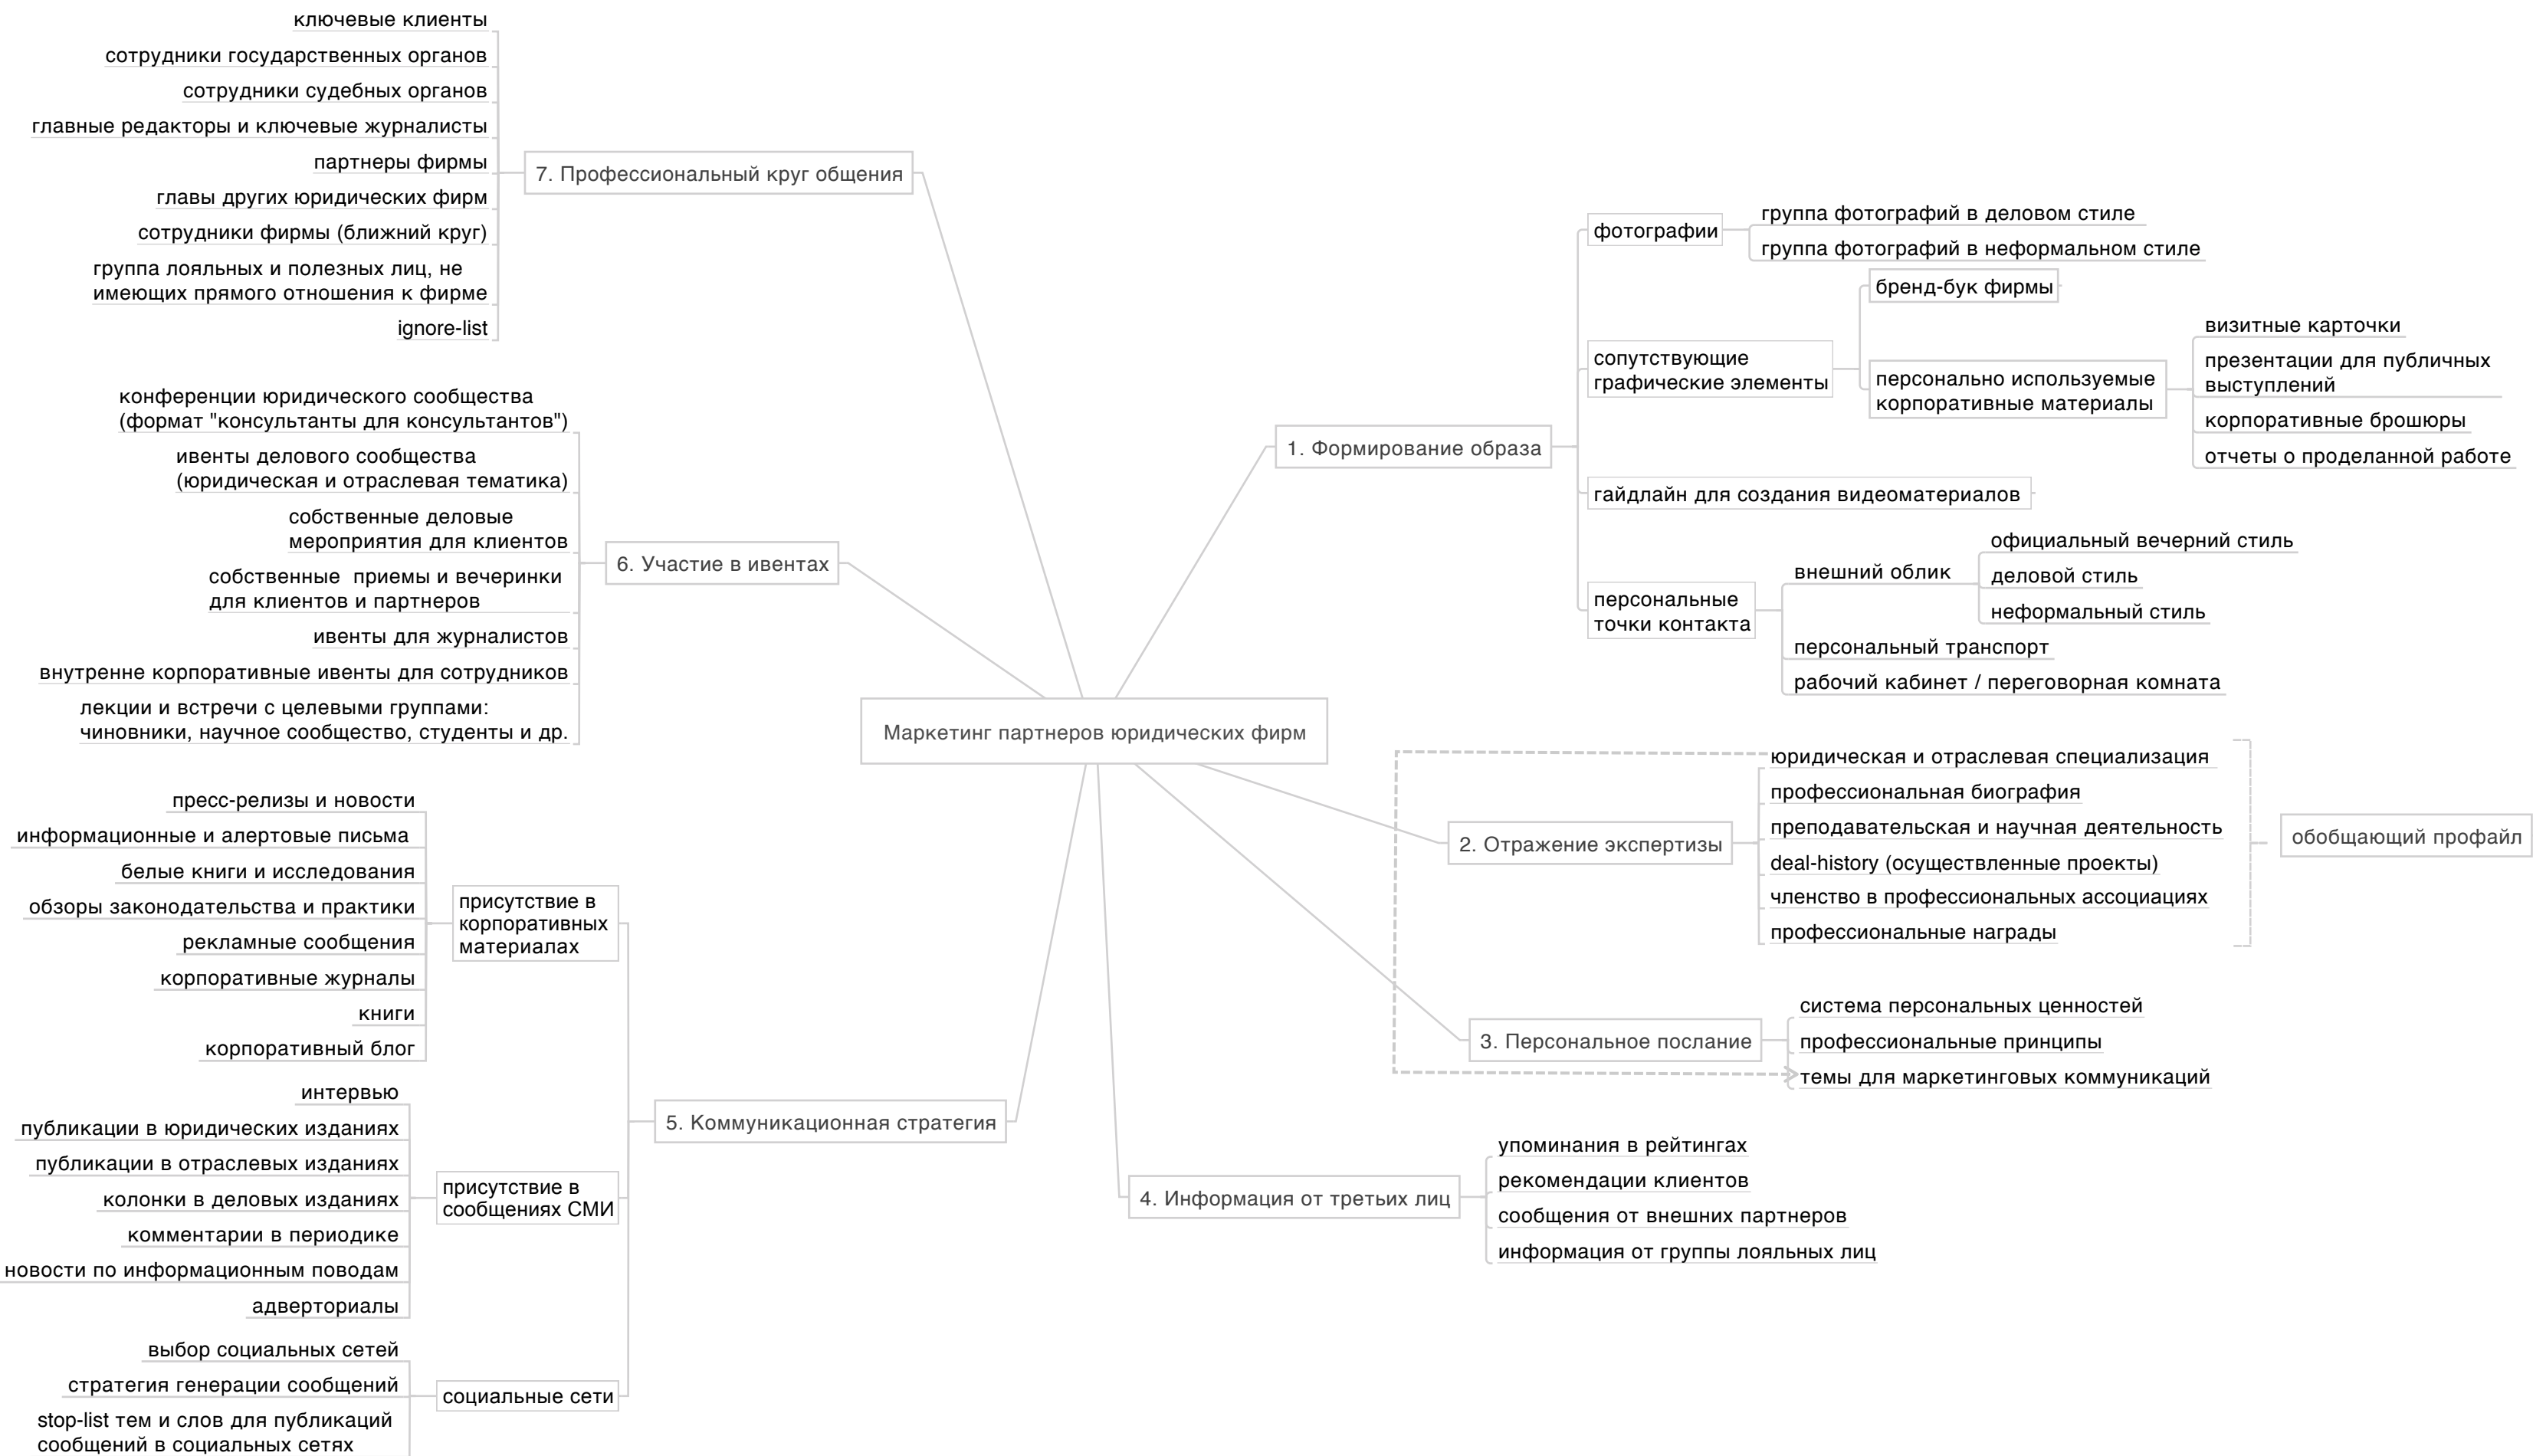 Маркетинг партнеров юридических фирм
1. Формирование образа
фотографии
группа фотографий в деловом стиле
группа фотографий в неформальном стиле
сопутствующие
графические элементы
бренд-бук фирмы
персонально используемые
корпоративные материалы
визитные карточки
презентации для публичных
выступлений
корпоративные брошюры
отчеты о проделанной работе
гайдлайн для создания видеоматериалов
персональные
точки контакта
внешний облик
официальный вечерний стиль
деловой стиль
неформальный стиль
персональный транспорт
рабочий кабинет / переговорная комната
2. Отражение экспертизы
юридическая и отраслевая специализация
профессиональная биография
преподавательская и научная деятельность
deal-history (осуществленные проекты)
членство в профессиональных ассоциациях
профессиональные награды
обобщающий профайл
3. Персональное послание
система персональных ценностей
профессиональные принципы
темы для маркетинговых коммуникаций
4. Информация от третьих лиц
упоминания в рейтингах
рекомендации клиентов
сообщения от внешних партнеров
информация от группы лояльных лиц
5. Коммуникационная стратегия
присутствие в
корпоративных
материалах
пресс-релизы и новости
информационные и алертовые письма
белые книги и исследования
обзоры законодательства и практики
рекламные сообщения
корпоративные журналы
книги
корпоративный блог
присутствие в
сообщениях СМИ
интервью
публикации в юридических изданиях
публикации в отраслевых изданиях
колонки в деловых изданиях
комментарии в периодике
новости по информационным поводам
адверториалы
социальные сети
выбор социальных сетей
стратегия генерации сообщений
stop-list тем и слов для публикаций
сообщений в социальных сетях
6. Участие в ивентах
конференции юридического сообщества
(формат "консультанты для консультантов")
ивенты делового сообщества
(юридическая и отраслевая тематика)
собственные деловые
мероприятия для клиентов
собственные приемы и вечеринки
для клиентов и партнеров
ивенты для журналистов
внутренне корпоративные ивенты для сотрудников
лекции и встречи с целевыми группами:
чиновники, научное сообщество, студенты и др.
7. Профессиональный круг общения
ключевые клиенты
сотрудники государственных органов
сотрудники судебных органов
главные редакторы и ключевые журналисты
партнеры фирмы
главы других юридических фирм
сотрудники фирмы (ближний круг)
группа лояльных и полезных лиц, не
имеющих прямого отношения к фирме
ignore-list